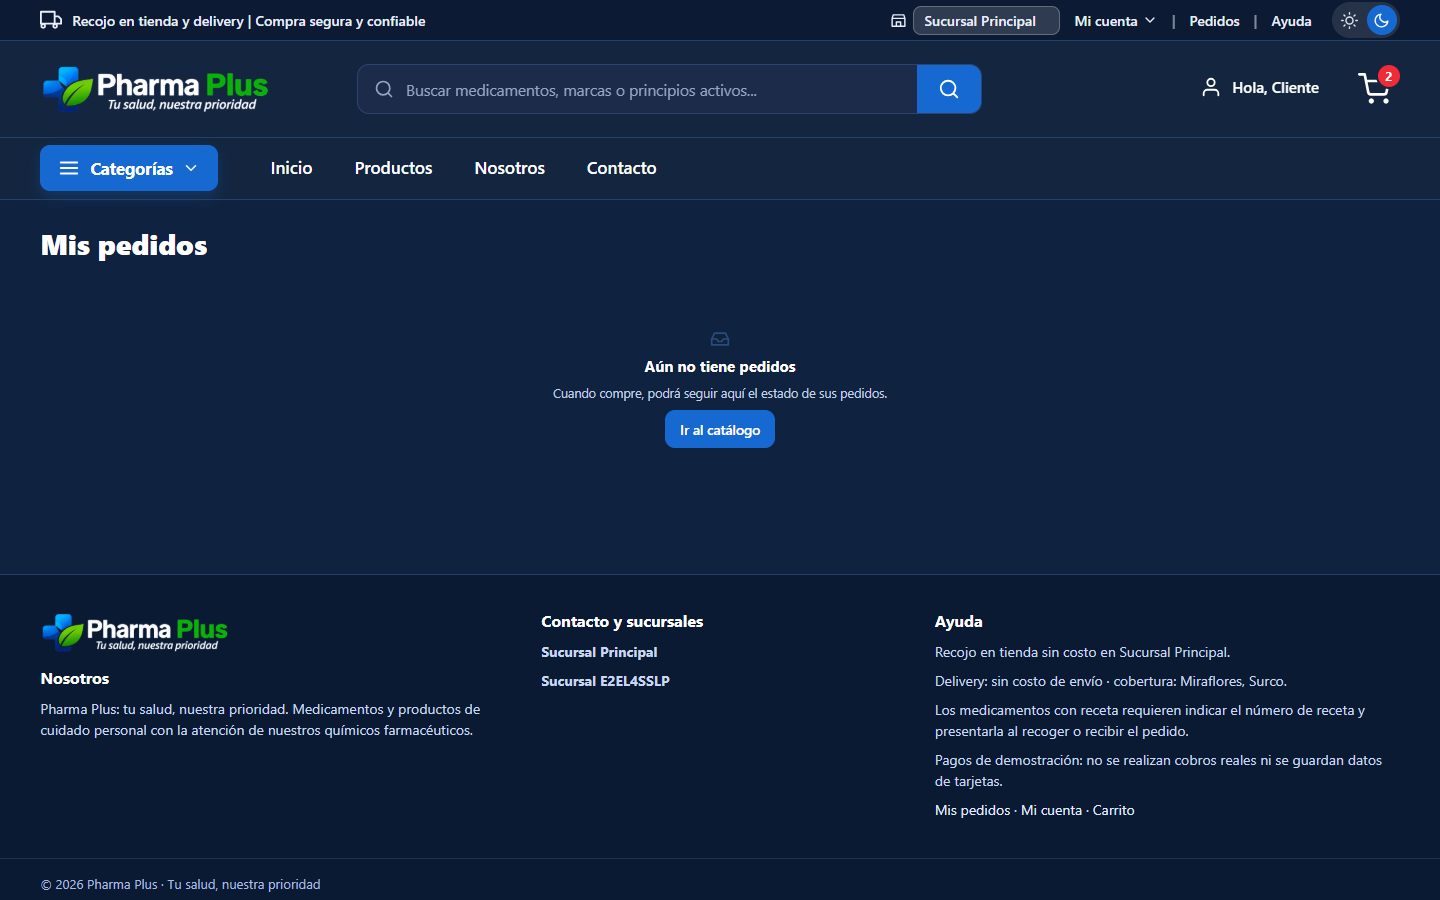 Recojo en tienda y delivery | Compra segura y confiable
Sucursal Principal
Mi cuenta | Pedidos | Ayuda
Pharma Plus
Tu salud, nuestra prioridad
Buscar medicamentos, marcas o principios activos...
Hola, Cliente
2
Categorías
Inicio
Productos
Nosotros
Contacto
Mis pedidos
Aún no tiene pedidos
Cuando compre, podrá seguir aquí el estado de sus pedidos.
Ir al catálogo
Pharma Plus
Tu salud, nuestra prioridad
Nosotros
Pharma Plus: tu salud, nuestra prioridad. Medicamentos y productos de
cuidado personal con la atención de nuestros químicos farmacéuticos.
Contacto y sucursales
Sucursal Principal
Sucursal E2EL4SSLP
Ayuda
Recojo en tienda sin costo en Sucursal Principal.
Delivery: sin costo de envío · cobertura: Miraflores, Surco.
Los medicamentos con receta requieren indicar el número de receta y
presentarla al recoger o recibir el pedido.
Pagos de demostración: no se realizan cobros reales ni se guardan datos
de tarjetas.
Mis pedidos · Mi cuenta · Carrito
© 2026 Pharma Plus · Tu salud, nuestra prioridad